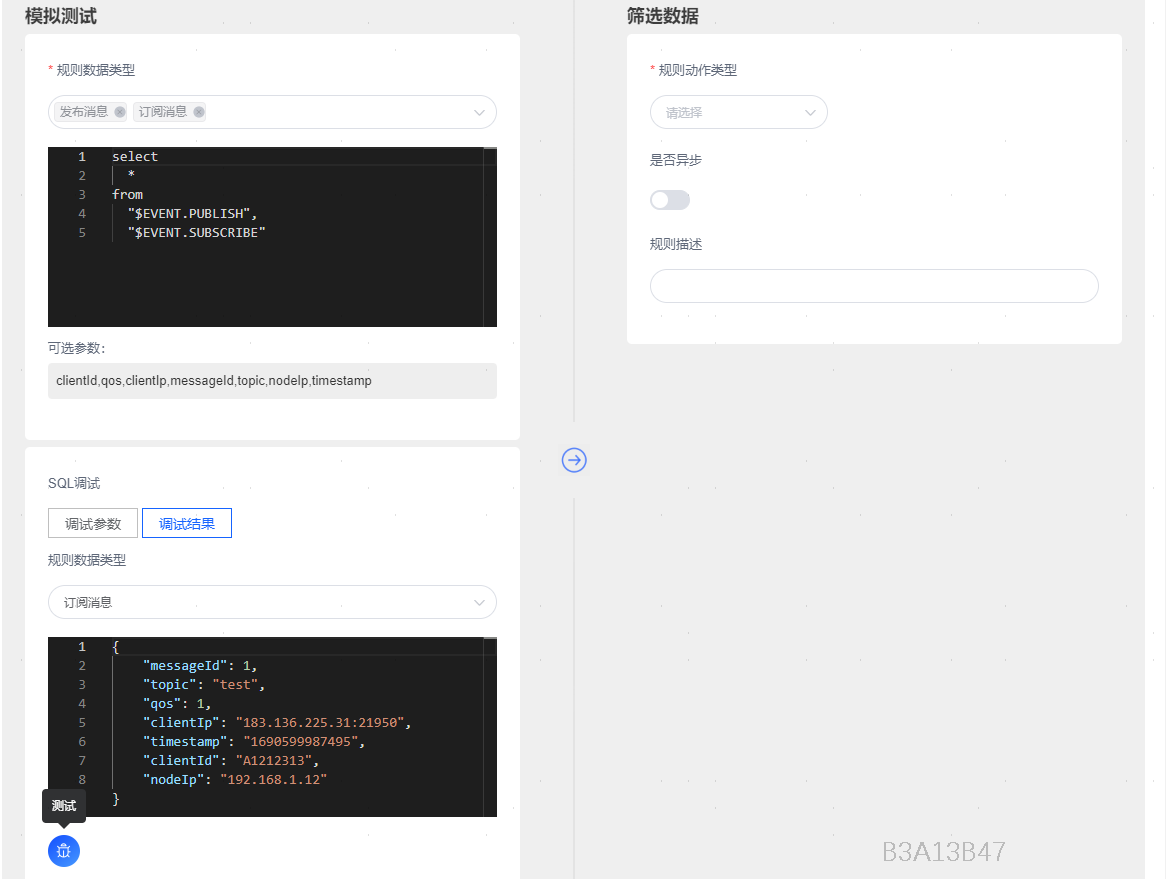 模拟测试
* 规则数据类型
发布消息 订阅消息
1 select
2 *
3 from
4 "$EVENT.PUBLISH",
5 "$EVENT.SUBSCRIBE"
可选参数:
clientId,qos,clientIp,messageId,topic,nodeIp,timestamp
SQL调试
调试参数 调试结果
规则数据类型
订阅消息
1 {
2 "messageId": 1,
3 "topic": "test",
4 "qos": 1,
5 "clientIp": "183.136.225.31:21950",
6 "timestamp": "1690599987495",
7 "clientId": "A1212313",
8 "nodeIp": "192.168.1.12"
}
测试
筛选数据
* 规则动作类型
请选择
是否异步
规则描述
B3A13B47